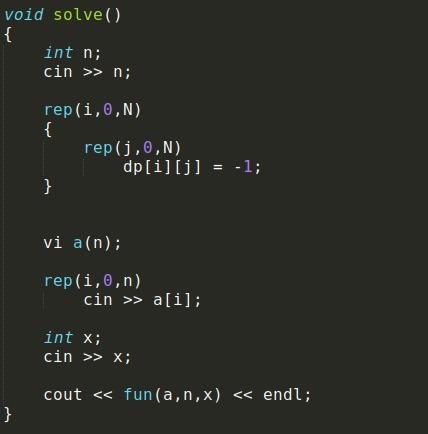 void solve()
{
    int n;
    cin >> n;

    rep(i,0,N)
    {
        rep(j,0,N)
            dp[i][j] = -1;
    }


    vi a(n);

    rep(i,0,n)
        cin >> a[i];

    int x;
    cin >> x;

    cout << fun(a,n,x) << endl;
}